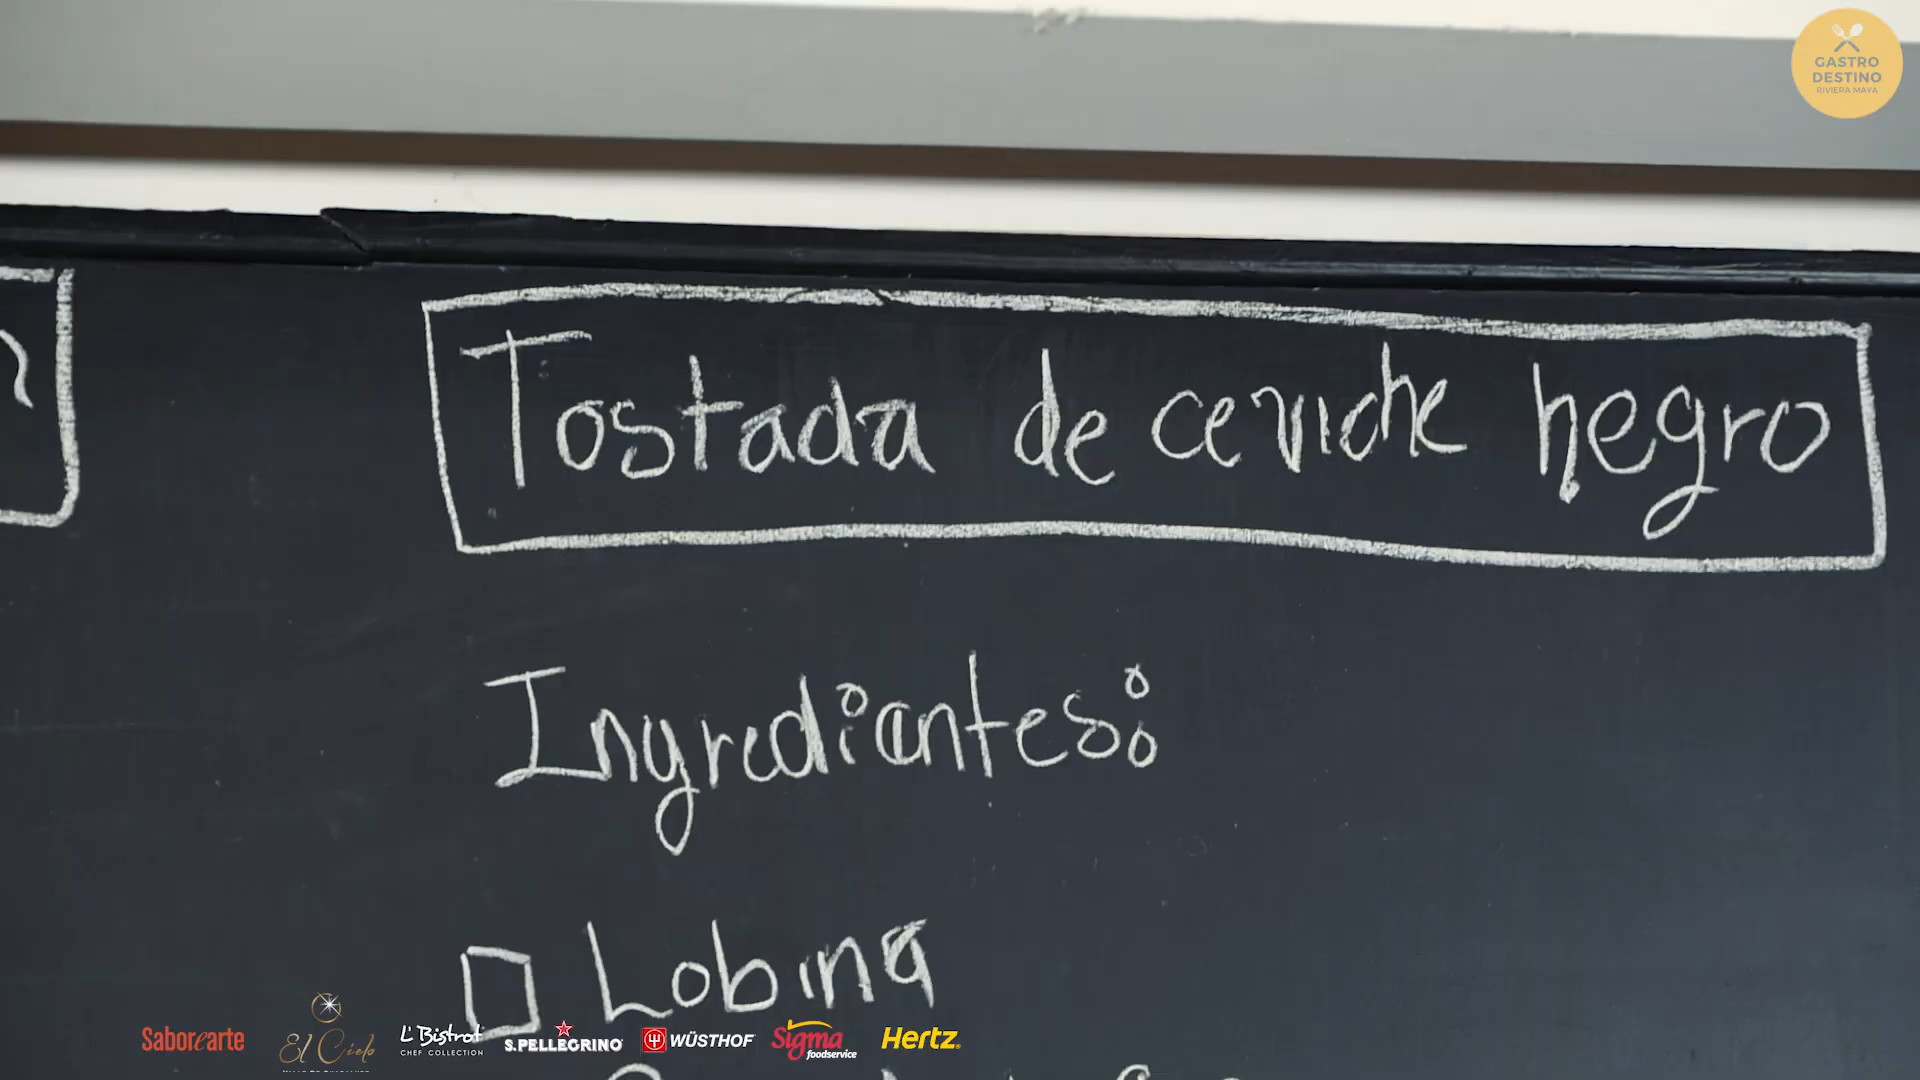 GASTRO
DESTINO
RIVIERA MAYA
Tostada de ceviche negro
Ingrediantes:
Lobina
Saborearte
El Cielo
L'Bistrot
CHEF COLLECTION
S.PELLEGRINO
WÜSTHOF
Sigma
foodservice
Hertz